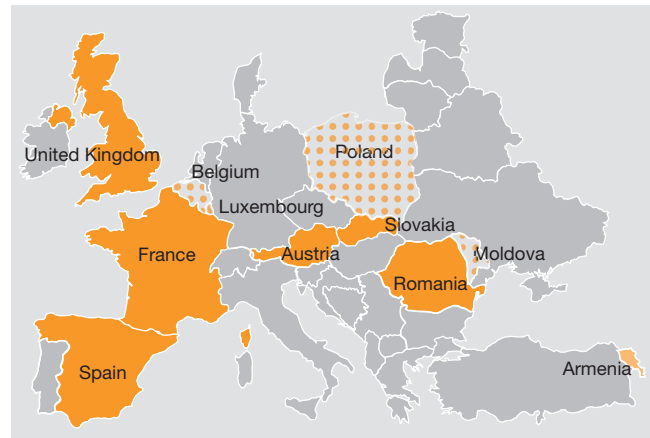 United Kingdom
Belgium
Poland
Luxembourg
Slovakia
France
Austria
Moldova
Romania
Spain
Armenia